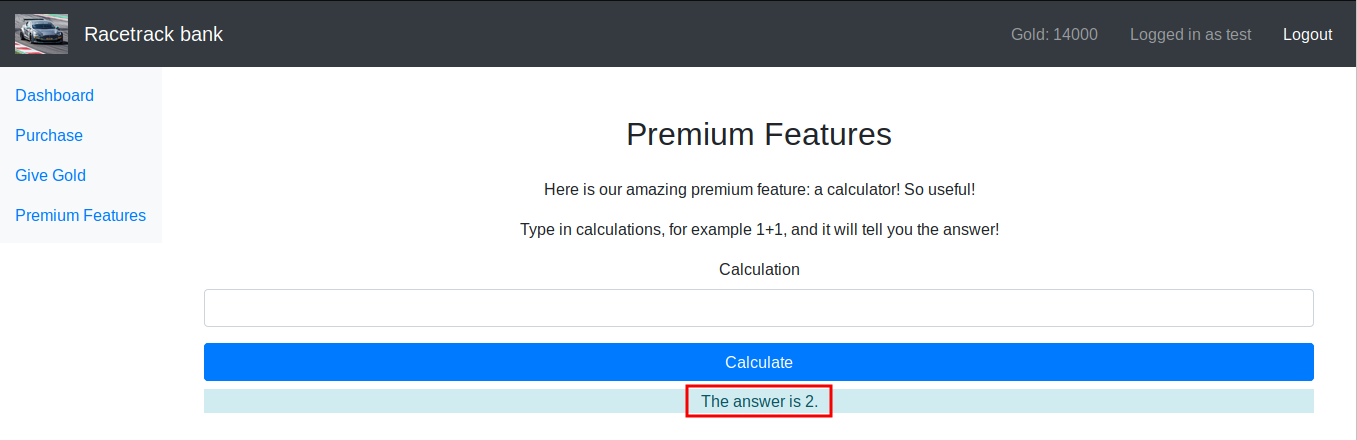 Racetrack bank Gold: 14000 Logged in as test Logout
Dashboard
Purchase
Give Gold
Premium Features
Premium Features
Here is our amazing premium feature: a calculator! So useful!
Type in calculations, for example 1+1, and it will tell you the answer!
Calculation
Calculate
The answer is 2.